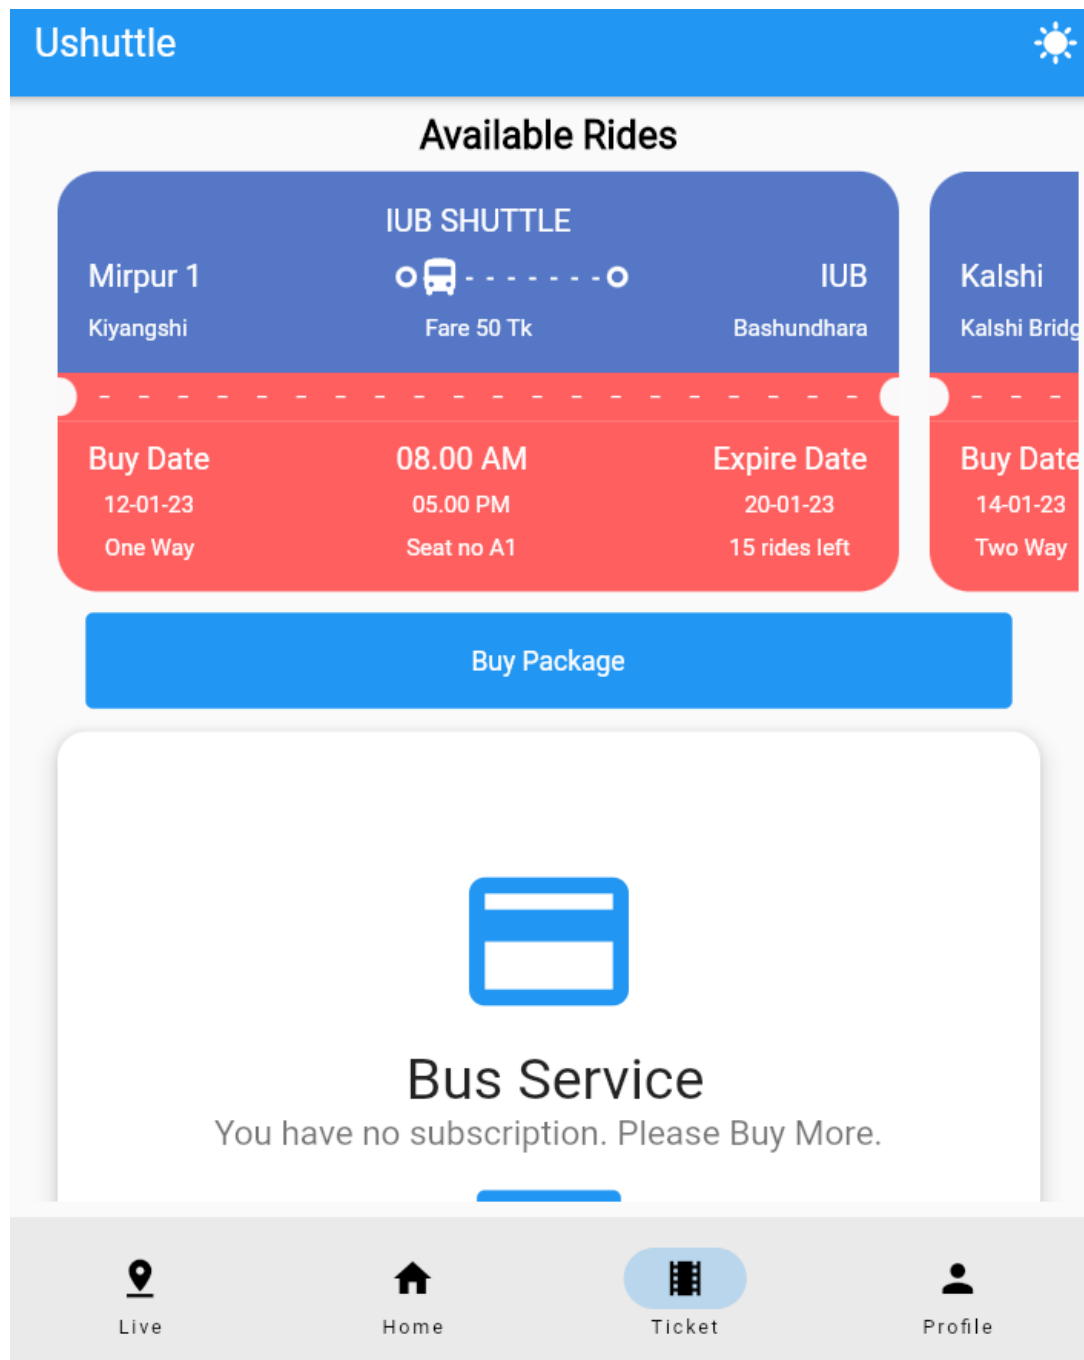 Ushuttle
Available Rides
IUB SHUTTLE
Mirpur 1 IUB
Kiyangshi Fare 50 Tk Bashundhara
Buy Date 08.00 AM Expire Date
12-01-23 05.00 PM 20-01-23
One Way Seat no A1 15 rides left
Kalshi
Kalshi Bridg
Buy Date
14-01-23
Two Way
Buy Package
Bus Service
You have no subscription. Please Buy More.
Live Home Ticket Profile